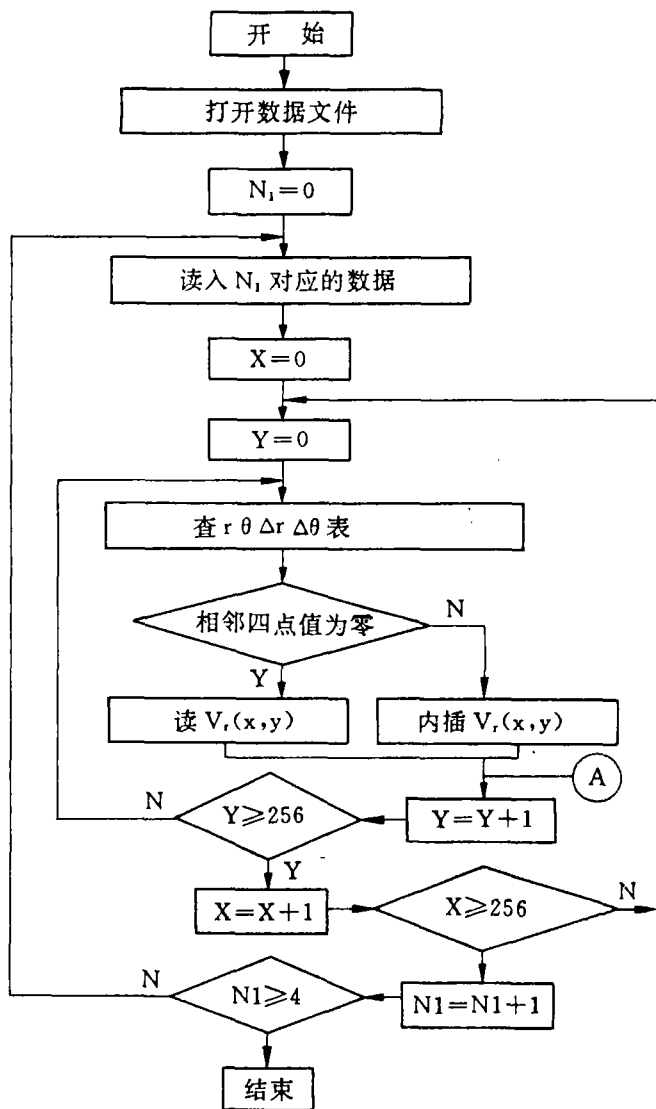 开 始
打开数据文件
N₁=0
读入 N₁ 对应的数据
X=0
Y=0
查 r θ Δr Δθ 表
相邻四点值为零
N
Y
读 Vᵣ(x,y)
内插 Vᵣ(x,y)
A
N
Y≥256
Y=Y+1
Y
X=X+1
X≥256
N
N
N1≥4
N1=N1+1
结束